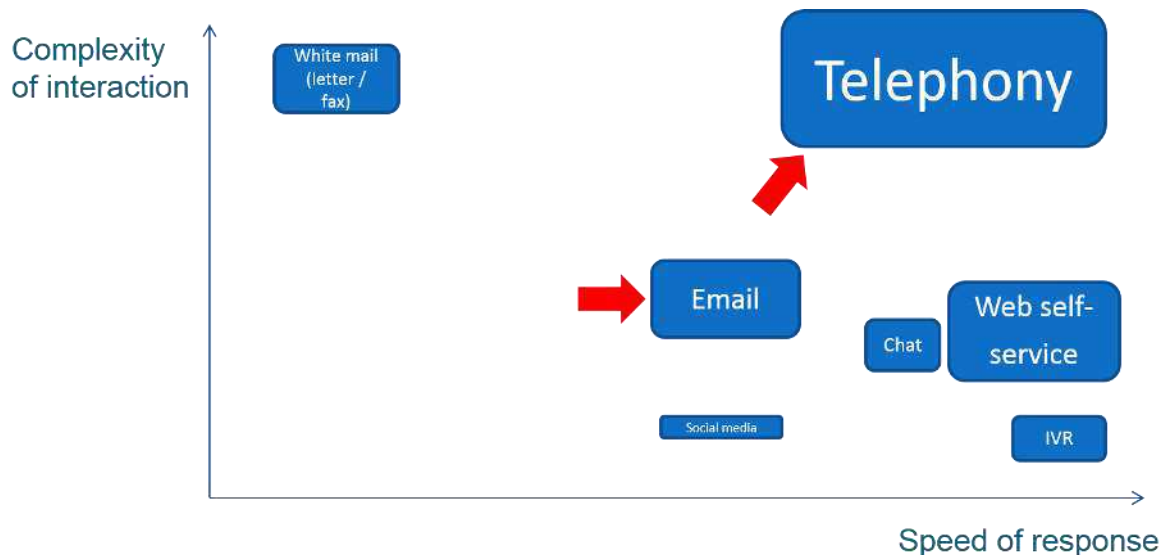 Complexity
of interaction
White mail
(letter /
fax)
Telephony
Email
Web self-
service
Chat
Social media
IVR
Speed of response